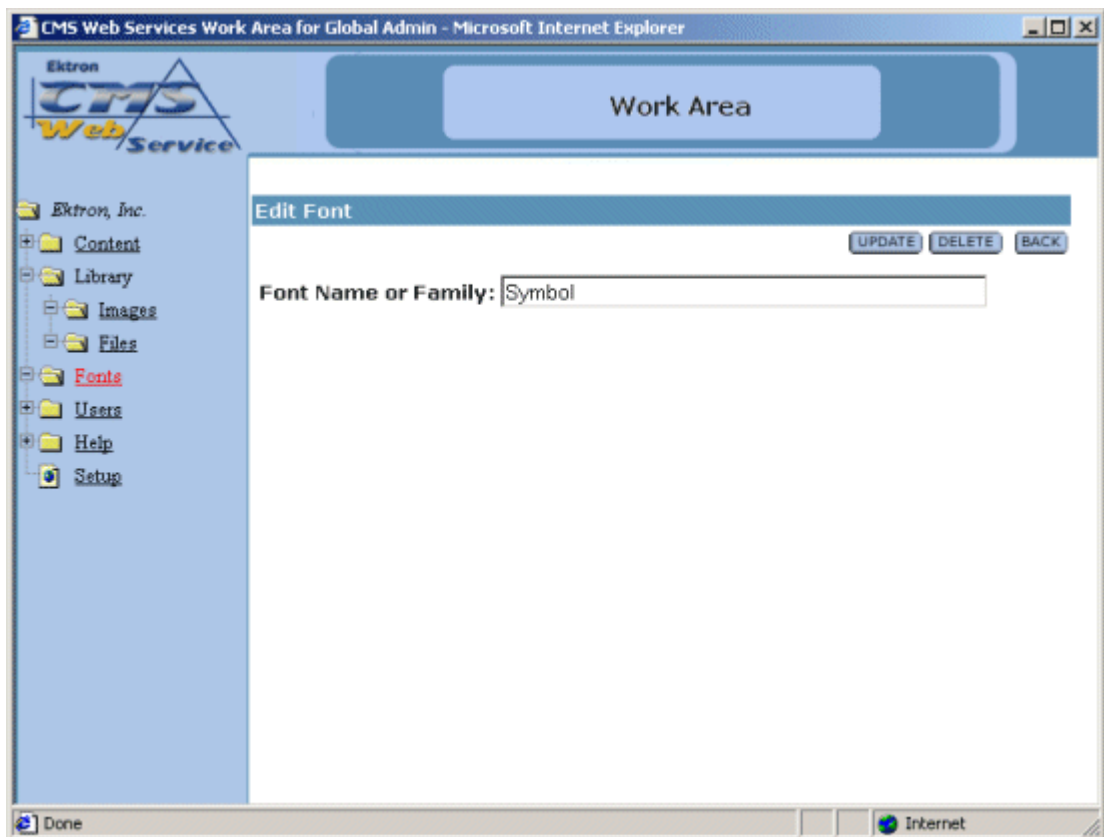 CMS Web Services Work Area for Global Admin - Microsoft Internet Explorer
Ektron
CMS
Web
Service
Work Area
Ektron, Inc.
Content
Library
Images
Files
Fonts
Users
Help
Setup
Edit Font
UPDATE DELETE BACK
Font Name or Family: Symbol
Done
Internet